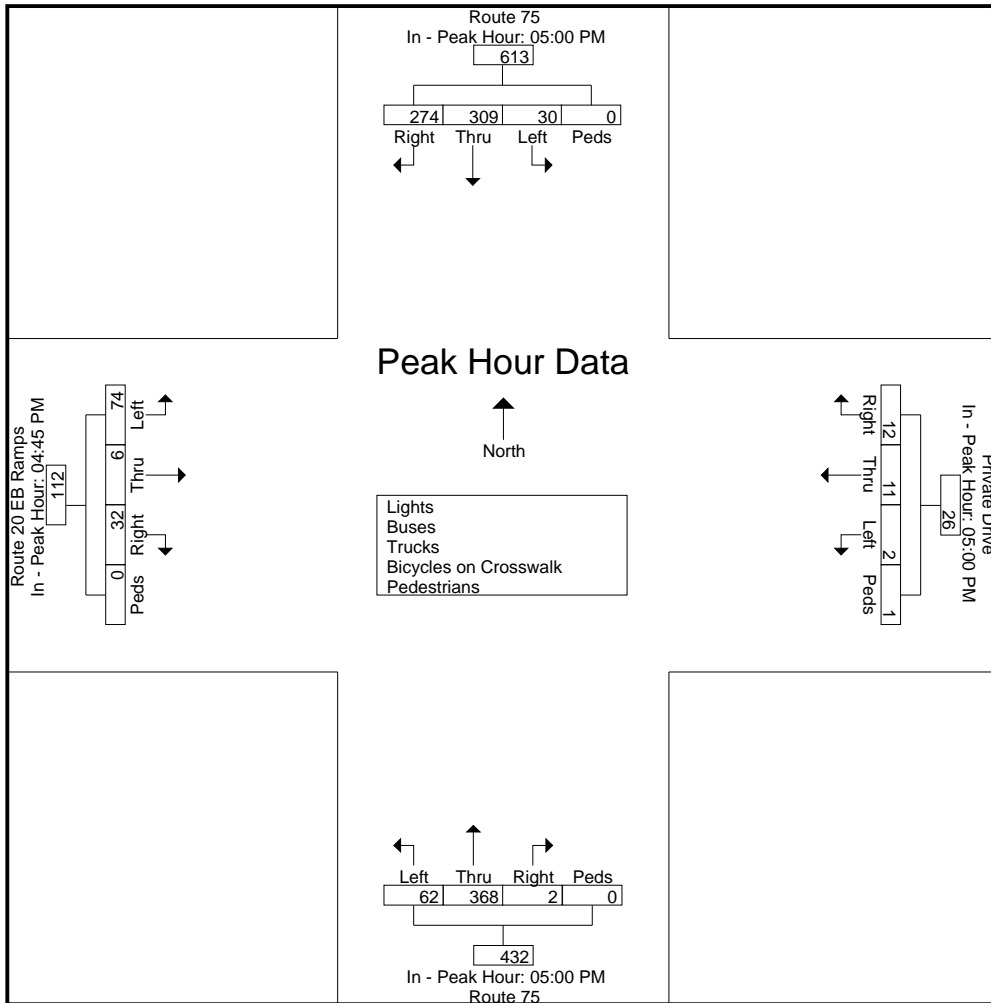 Route 75
In - Peak Hour: 05:00 PM
613
274 309 30 0
Right Thru Left Peds
Peak Hour Data
North
Lights
Buses
Trucks
Bicycles on Crosswalk
Pedestrians
Route 20 EB Ramps
In - Peak Hour: 04:45 PM
112
74 6 32 0
Left Thru Right Peds
Private Drive
In - Peak Hour: 05:00 PM
26
12 11 2 1
Right Thru Left Peds
Left Thru Right Peds
62 368 2 0
432
In - Peak Hour: 05:00 PM
Route 75